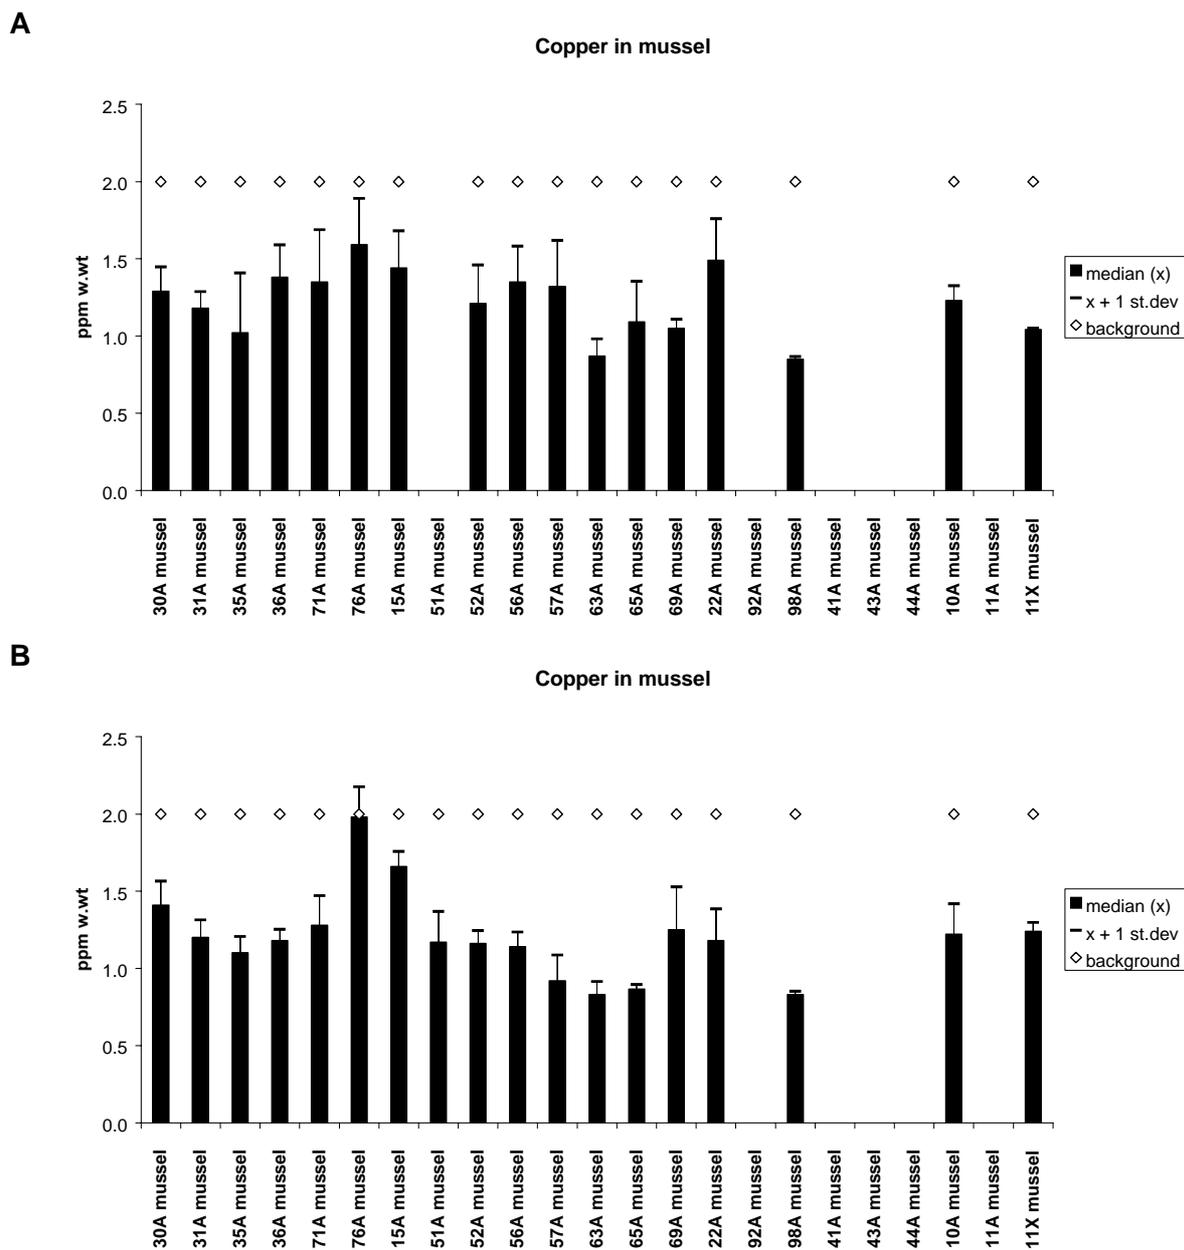 A
Copper in mussel
2.5
2.0
1.5
1.0
0.5
0.0
ppm w.wt
30A mussel
31A mussel
35A mussel
36A mussel
71A mussel
76A mussel
15A mussel
51A mussel
52A mussel
56A mussel
57A mussel
63A mussel
65A mussel
69A mussel
22A mussel
92A mussel
98A mussel
41A mussel
43A mussel
44A mussel
10A mussel
11A mussel
11X mussel
median (x)
x + 1 st.dev
background
B
Copper in mussel
2.5
2.0
1.5
1.0
0.5
0.0
ppm w.wt
30A mussel
31A mussel
35A mussel
36A mussel
71A mussel
76A mussel
15A mussel
51A mussel
52A mussel
56A mussel
57A mussel
63A mussel
65A mussel
69A mussel
22A mussel
92A mussel
98A mussel
41A mussel
43A mussel
44A mussel
10A mussel
11A mussel
11X mussel
median (x)
x + 1 st.dev
background